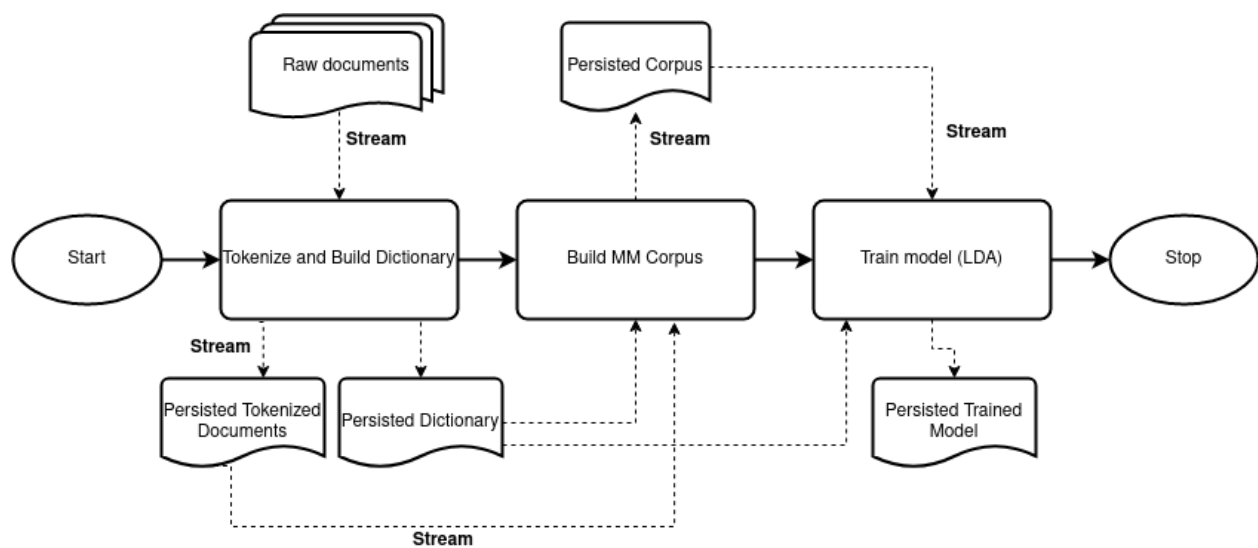 Raw documents
Persisted Corpus
Stream
Stream
Stream
Start
Tokenize and Build Dictionary
Build MM Corpus
Train model (LDA)
Stop
Stream
Persisted Tokenized
Documents
Persisted Dictionary
Persisted Trained
Model
Stream